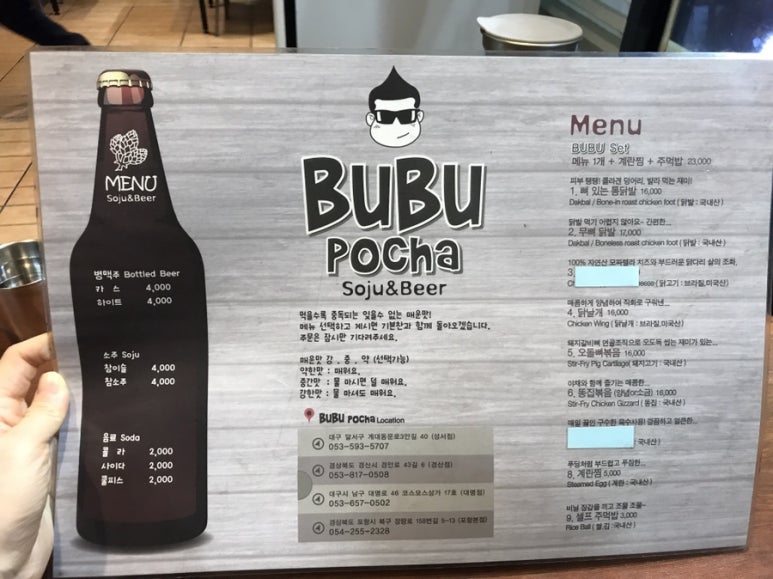 MENU
Soju&Beer
병맥주 Bottled Beer
카 스 4,000
하이트 4,000
소주 Soju
참이슬 4,000
참소주 4,000
음료 Soda
콜 라 2,000
사이다 2,000
쿨피스 2,000
BUBU
POCHA
Soju&Beer
먹을수록 중독되는 잊을수 없는 매운맛!
메뉴 선택하고 계시면 기본찬과 함께 돌아오겠습니다.
주문은 잠시만 기다려주세요.
매운맛 강 . 중 . 약 (선택가능)
약한맛 : 매워요.
중간맛 : 물 마시면 덜 매워요.
강한맛 : 물 마셔도 매워요.
BUBU POCHA Location
대구 달서구 계대동문로3안길 40 (성서점)
053-593-5707
경상북도 경산시 경안로 43길 6 (경산점)
053-817-0508
대구시 남구 대명로 46 코스모스상가 17호 (대명점)
053-657-0502
경상북도 포항시 북구 장량로 158번길 5-13 (포항본점)
054-255-2328
Menu
BUBU Set
메뉴 1개 + 계란찜 + 주먹밥 23,000
피부 탱탱! 콜라겐 덩어리, 발라 먹는 재미!
1. 뼈 있는 통닭발 16,000
Dakbal / Bone-in roast chicken foot ( 닭발 : 국내산 )
닭발 먹기 어렵지 않아요~ 간편한...
2. 무뼈 닭발 17,000
Dakbal / Boneless roast chicken foot ( 닭발 : 국내산 )
100% 자연산 모짜렐라 치즈와 부드러운 닭다리 살의 조화,
3.
( 닭고기 : 브라질,미국산)
매콤하게 양념하여 직화로 구워낸...
4. 닭날개 16,000
Chicken Wing ( 닭날개 : 브라질,미국산)
돼지갈비뼈 연골조직으로 오도독 씹는 재미가 있는...
5. 오돌뼈볶음 16,000
Stir-Fry Pig Cartilage( 돼지고기 : 국내산)
야채와 함께 즐기는 매콤한...
6. 똥집볶음(양념or소금) 16,000
Stir-Fry Chicken Gizzard ( 똥집 : 국내산)
매일 끓인 구수한 육수사용! 깔끔하고 얼큰한...
: 국내산)
푸딩처럼 부드럽고 푸짐한...
8. 계란찜 5,000
Steamed Egg ( 계란 : 국내산)
비닐 장갑을 끼고 조물 조물~
9. 셀프 주먹밥 3,000
Rice Ball ( 쌀,김 : 국내산)